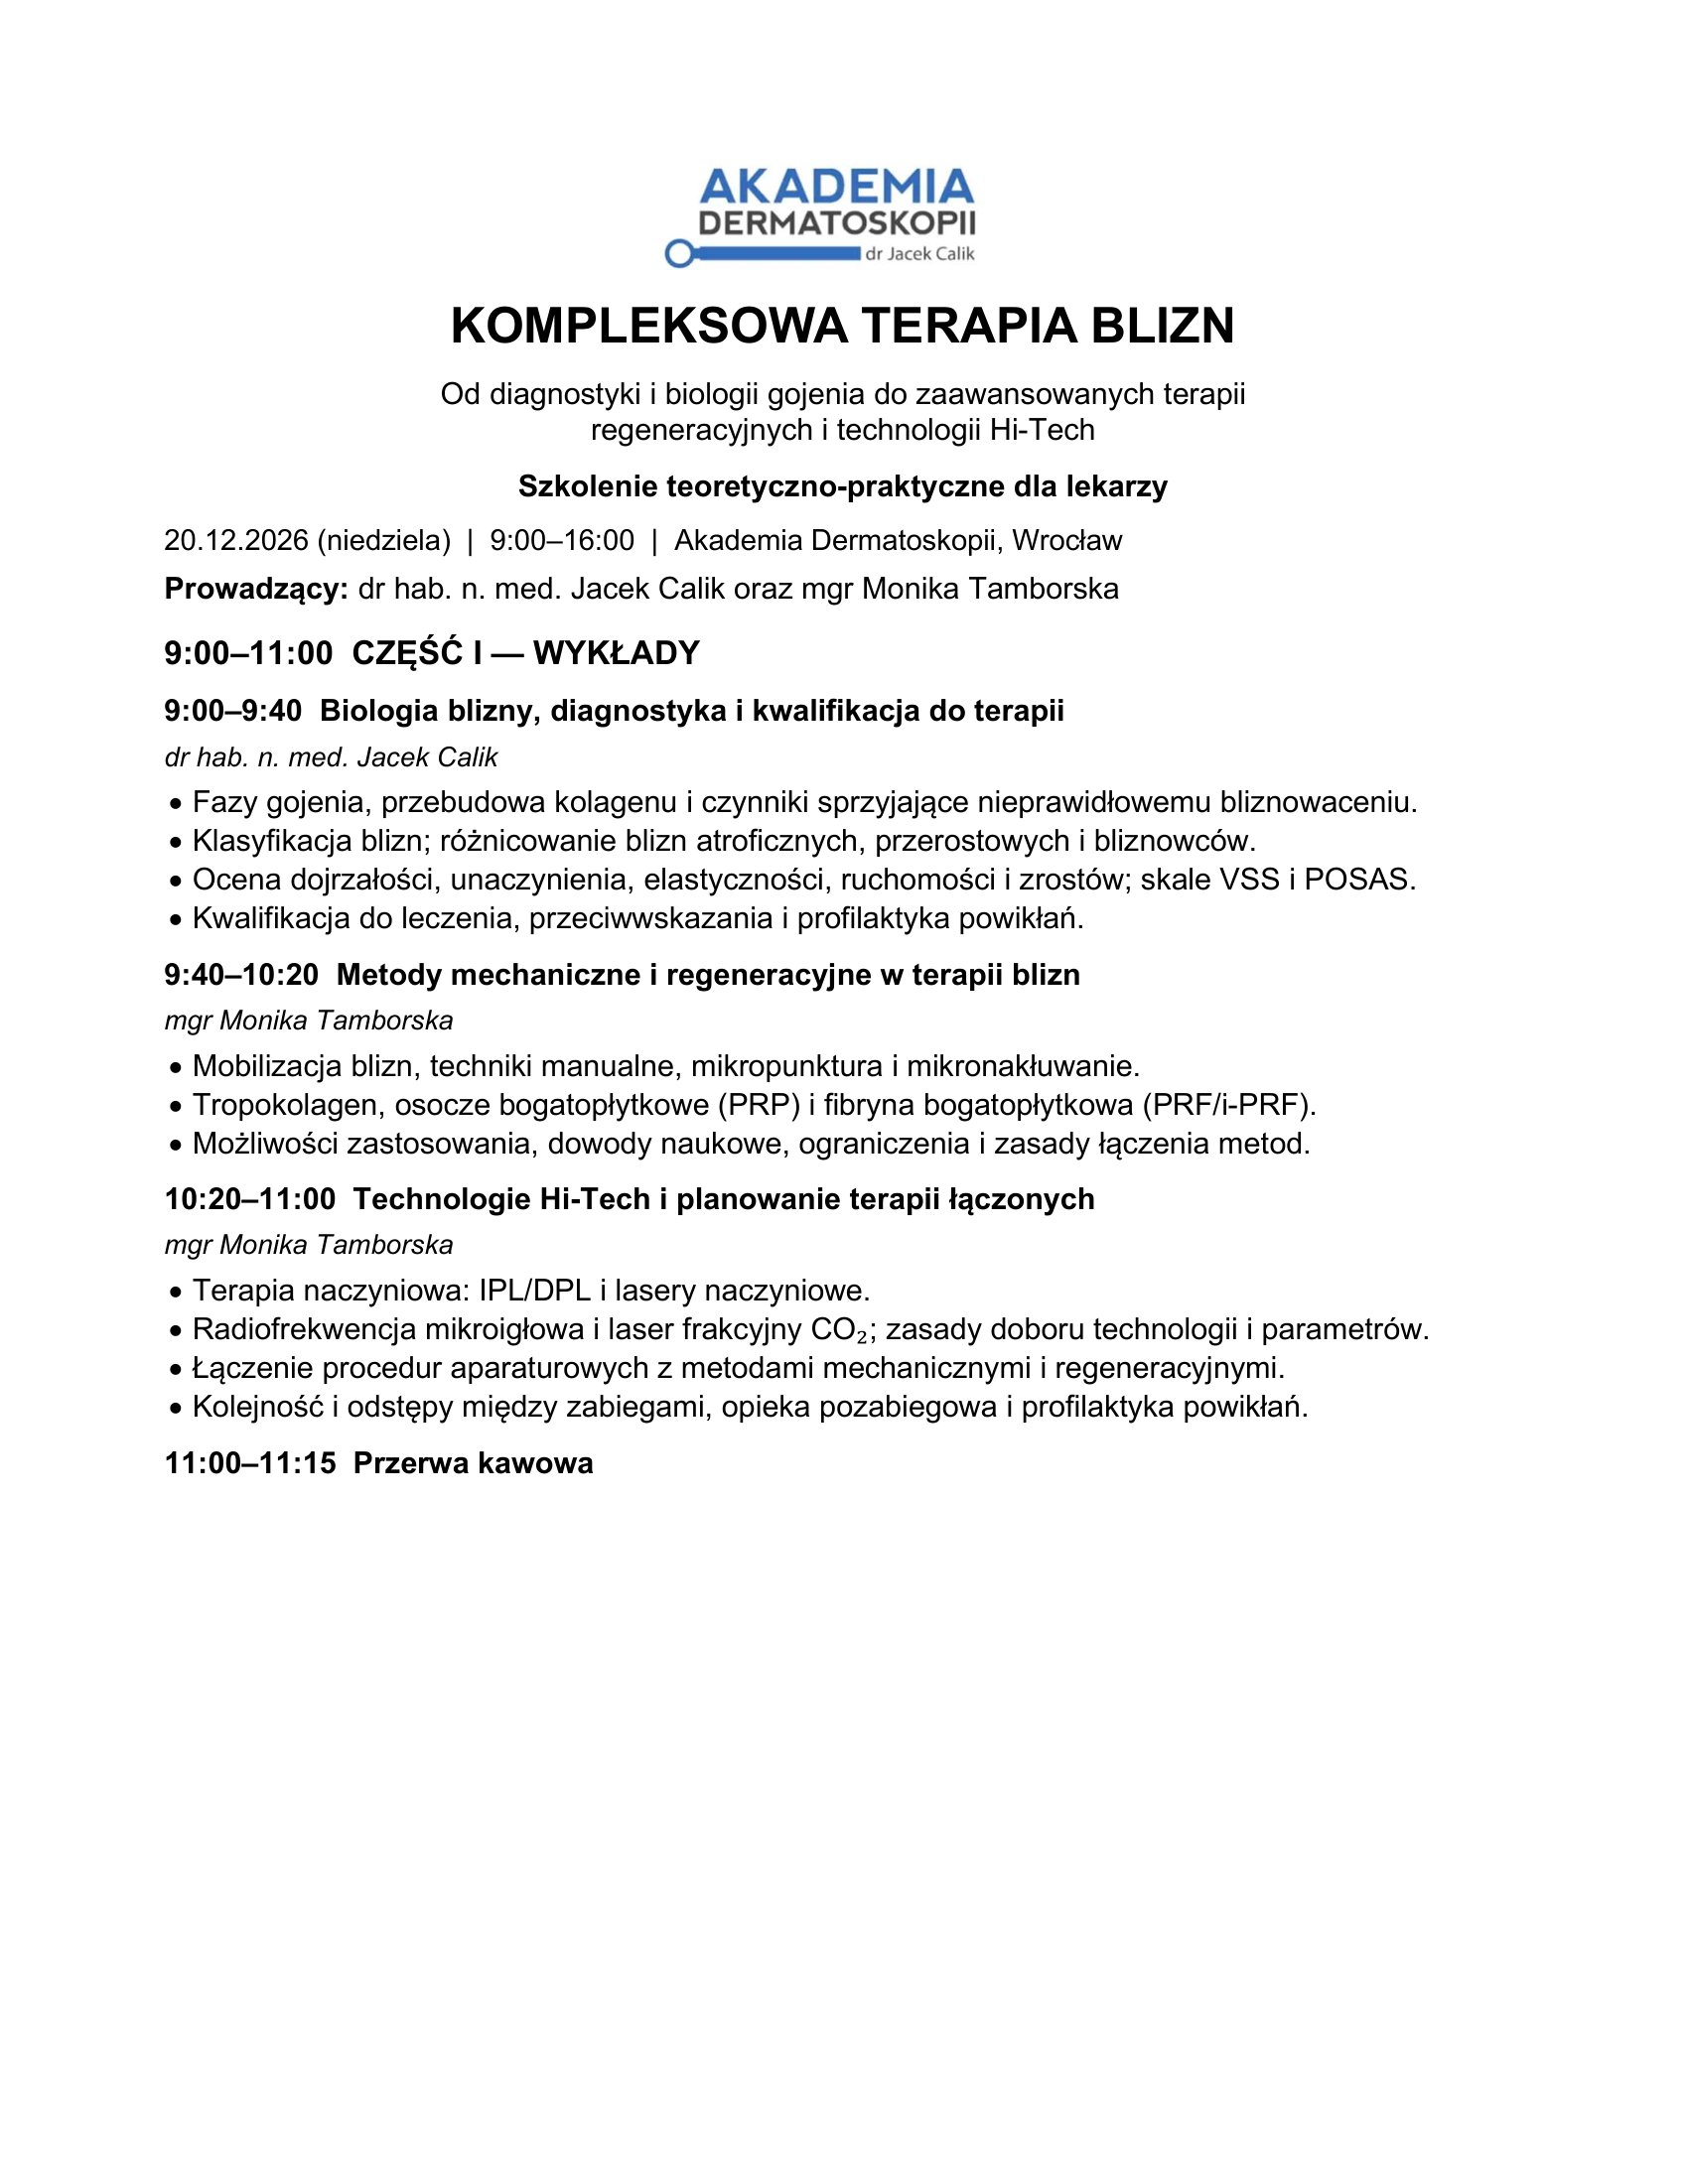 AKADEMIA
DERMATOSKOPII
dr Jacek Calik
KOMPLEKSOWA TERAPIA BLIZN
Od diagnostyki i biologii gojenia do zaawansowanych terapii
regeneracyjnych i technologii Hi-Tech
Szkolenie teoretyczno-praktyczne dla lekarzy
20.12.2026 (niedziela) | 9:00–16:00 | Akademia Dermatoskopii, Wrocław
Prowadzący: dr hab. n. med. Jacek Calik oraz mgr Monika Tamborska
9:00–11:00 CZĘŚĆ I — WYKŁADY
9:00–9:40 Biologia blizny, diagnostyka i kwalifikacja do terapii
dr hab. n. med. Jacek Calik
• Fazy gojenia, przebudowa kolagenu i czynniki sprzyjające nieprawidłowemu bliznowaceniu.
• Klasyfikacja blizn; różnicowanie blizn atroficznych, przerostowych i bliznowców.
• Ocena dojrzałości, unaczynienia, elastyczności, ruchomości i zrostów; skale VSS i POSAS.
• Kwalifikacja do leczenia, przeciwwskazania i profilaktyka powikłań.
9:40–10:20 Metody mechaniczne i regeneracyjne w terapii blizn
mgr Monika Tamborska
• Mobilizacja blizn, techniki manualne, mikropunktura i mikronakłuwanie.
• Tropokolagen, osocze bogatopłytkowe (PRP) i fibryna bogatopłytkowa (PRF/i-PRF).
• Możliwości zastosowania, dowody naukowe, ograniczenia i zasady łączenia metod.
10:20–11:00 Technologie Hi-Tech i planowanie terapii łączonych
mgr Monika Tamborska
• Terapia naczyniowa: IPL/DPL i lasery naczyniowe.
• Radiofrekwencja mikroigłowa i laser frakcyjny CO₂; zasady doboru technologii i parametrów.
• Łączenie procedur aparaturowych z metodami mechanicznymi i regeneracyjnymi.
• Kolejność i odstępy między zabiegami, opieka pozabiegowa i profilaktyka powikłań.
11:00–11:15 Przerwa kawowa